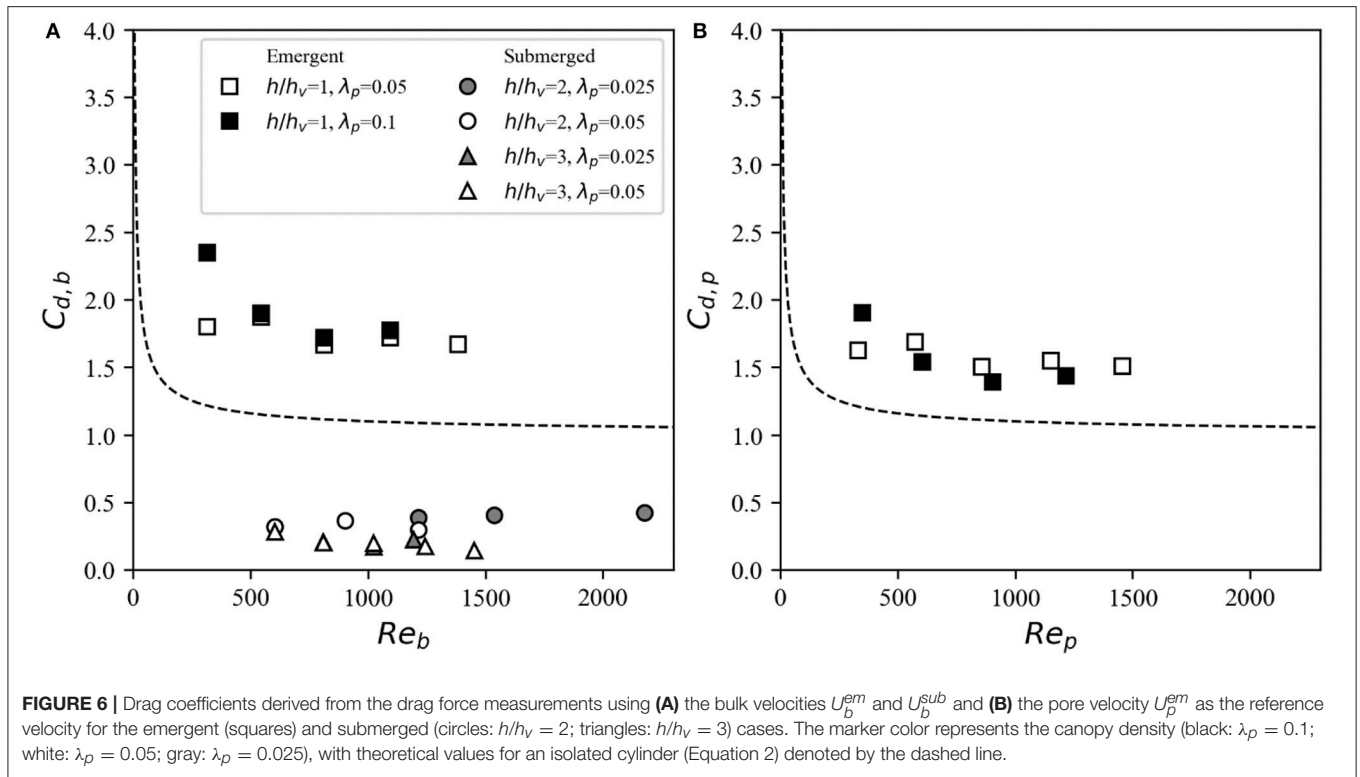 A
4.0
3.5
3.0
2.5
2.0
1.5
1.0
0.5
0.0
0
500
1000
1500
2000
C_{d,b}
Re_b
Emergent
h/h_v=1, λ_p=0.05
h/h_v=1, λ_p=0.1
Submerged
h/h_v=2, λ_p=0.025
h/h_v=2, λ_p=0.05
h/h_v=3, λ_p=0.025
h/h_v=3, λ_p=0.05
B
4.0
3.5
3.0
2.5
2.0
1.5
1.0
0.5
0.0
0
500
1000
1500
2000
C_{d,p}
Re_p
FIGURE 6 | Drag coefficients derived from the drag force measurements using (A) the bulk velocities U_b^{em} and U_b^{sub} and (B) the pore velocity U_p^{em} as the reference
velocity for the emergent (squares) and submerged (circles: h/h_v = 2; triangles: h/h_v = 3) cases. The marker color represents the canopy density (black: λ_p = 0.1;
white: λ_p = 0.05; gray: λ_p = 0.025), with theoretical values for an isolated cylinder (Equation 2) denoted by the dashed line.